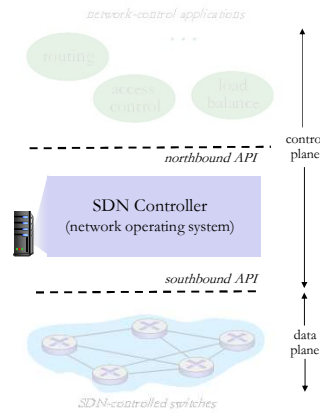 network-control applications
. . .
routing
access
control
load
balance
control
plane
northbound API
SDN Controller
(network operating system)
southbound API
data
plane
SDN-controlled switches